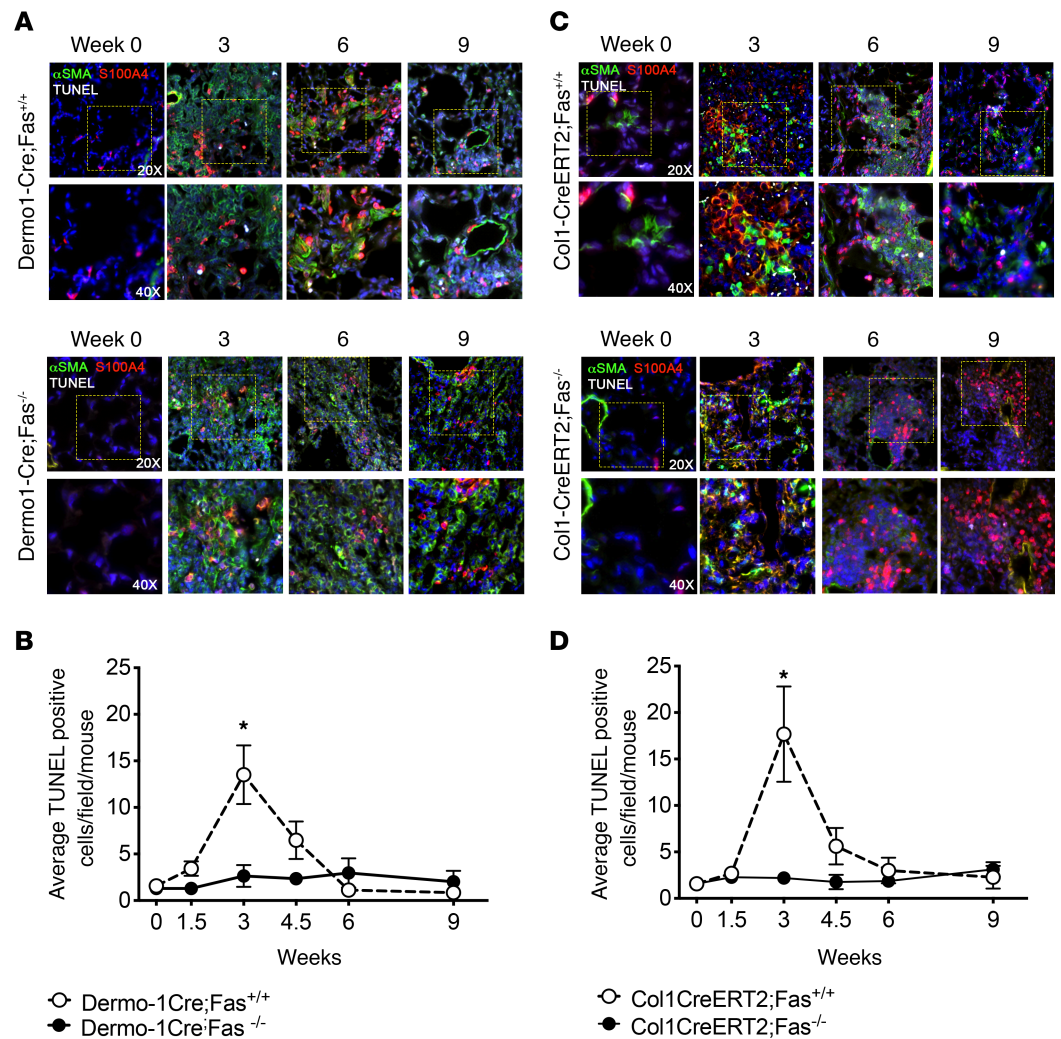 A
Week 0 3 6 9
Dermo1-Cre;Fas+/+
αSMA S100A4
TUNEL
20X
40X
Week 0 3 6 9
Dermo1-Cre;Fas-/-
αSMA S100A4
TUNEL
20X
40X
C
Week 0 3 6 9
Col1-CreERT2;Fas+/+
αSMA S100A4
TUNEL
20X
40X
Week 0 3 6 9
Col1-CreERT2;Fas-/-
αSMA S100A4
TUNEL
20X
40X
B
Average TUNEL positive
cells/field/mouse
25
20
15
10
5
0
*
0 1.5 3 4.5 6 9
Weeks
Dermo-1Cre;Fas+/+
Dermo-1Cre;Fas -/-
D
Average TUNEL positive
cells/field/mouse
25
20
15
10
5
0
*
0 1.5 3 4.5 6 9
Weeks
Col1CreERT2;Fas+/+
Col1CreERT2;Fas-/-